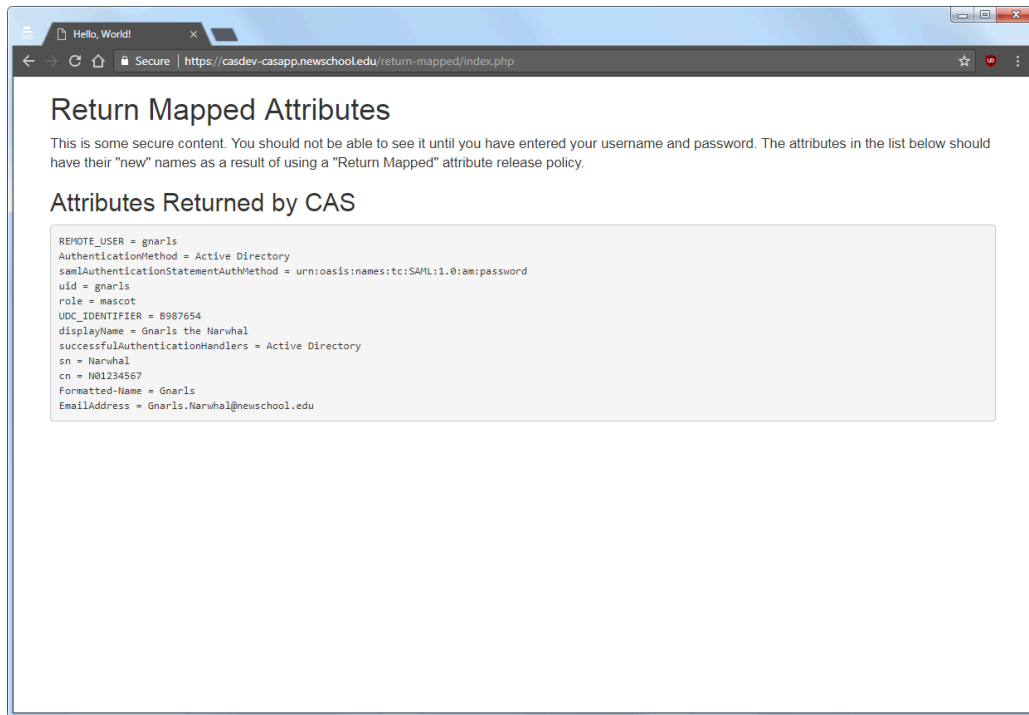 Hello, World!
Secure | https://casdev-casapp.newschool.edu/return-mapped/index.php
Return Mapped Attributes
This is some secure content. You should not be able to see it until you have entered your username and password. The attributes in the list below should
have their "new" names as a result of using a "Return Mapped" attribute release policy.
Attributes Returned by CAS
REMOTE_USER = gnarls
AuthenticationMethod = Active Directory
samlAuthenticationStatementAuthMethod = urn:oasis:names:tc:SAML:1.0:am:password
uid = gnarls
role = mascot
UDC_IDENTIFIER = B987654
displayName = Gnarls the Narwhal
successfulAuthenticationHandlers = Active Directory
sn = Narwhal
cn = N01234567
Formatted-Name = Gnarls
EmailAddress = Gnarls.Narwhal@newschool.edu